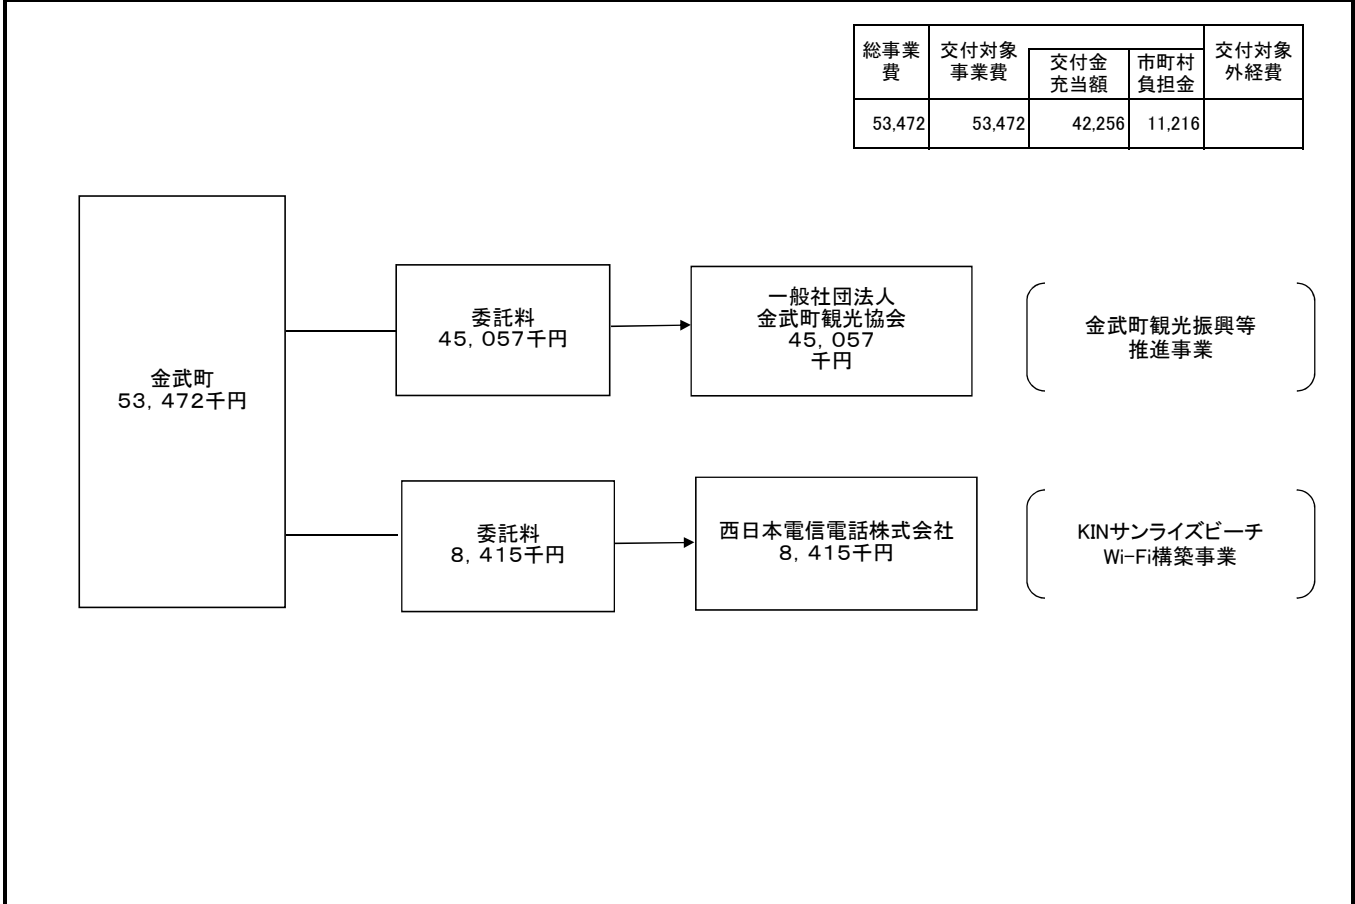 総事業
費
交付対象
事業費
交付金
充当額
市町村
負担金
交付対象
外経費
53,472
53,472
42,256
11,216
金武町
53，472千円
委託料
45，057千円
一般社団法人
金武町観光協会
45，057
千円
金武町観光振興等
推進事業
委託料
8，415千円
西日本電信電話株式会社
8，415千円
KINサンライズビーチ
Wi-Fi構築事業